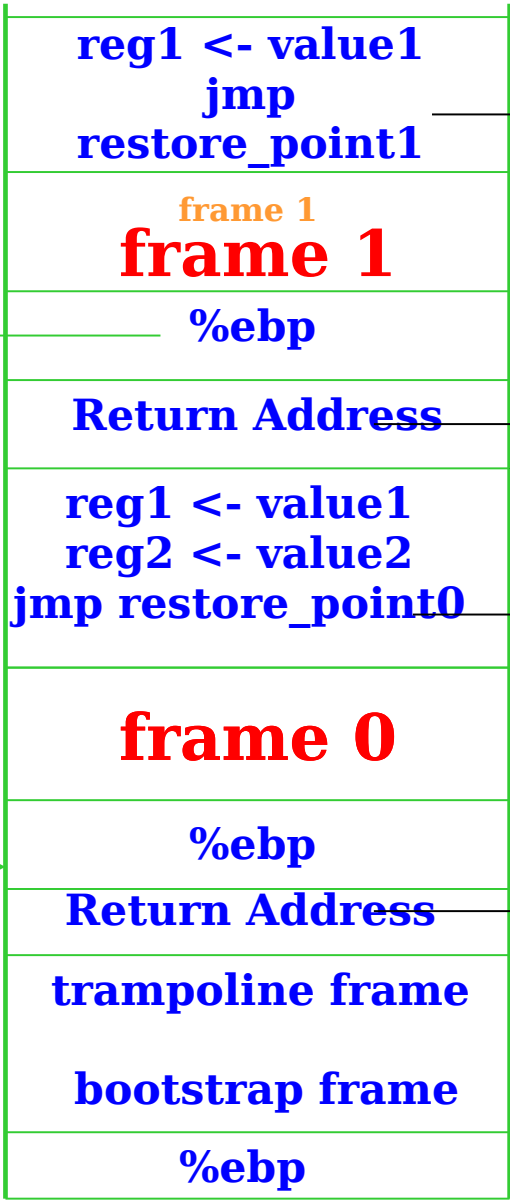 reg1 <- value1
jmp
restore_point1
frame 1
frame 1
%ebp
Return Address
reg1 <- value1
reg2 <- value2
jmp restore_point0
frame 0
%ebp
Return Address
trampoline frame
bootstrap frame
%ebp